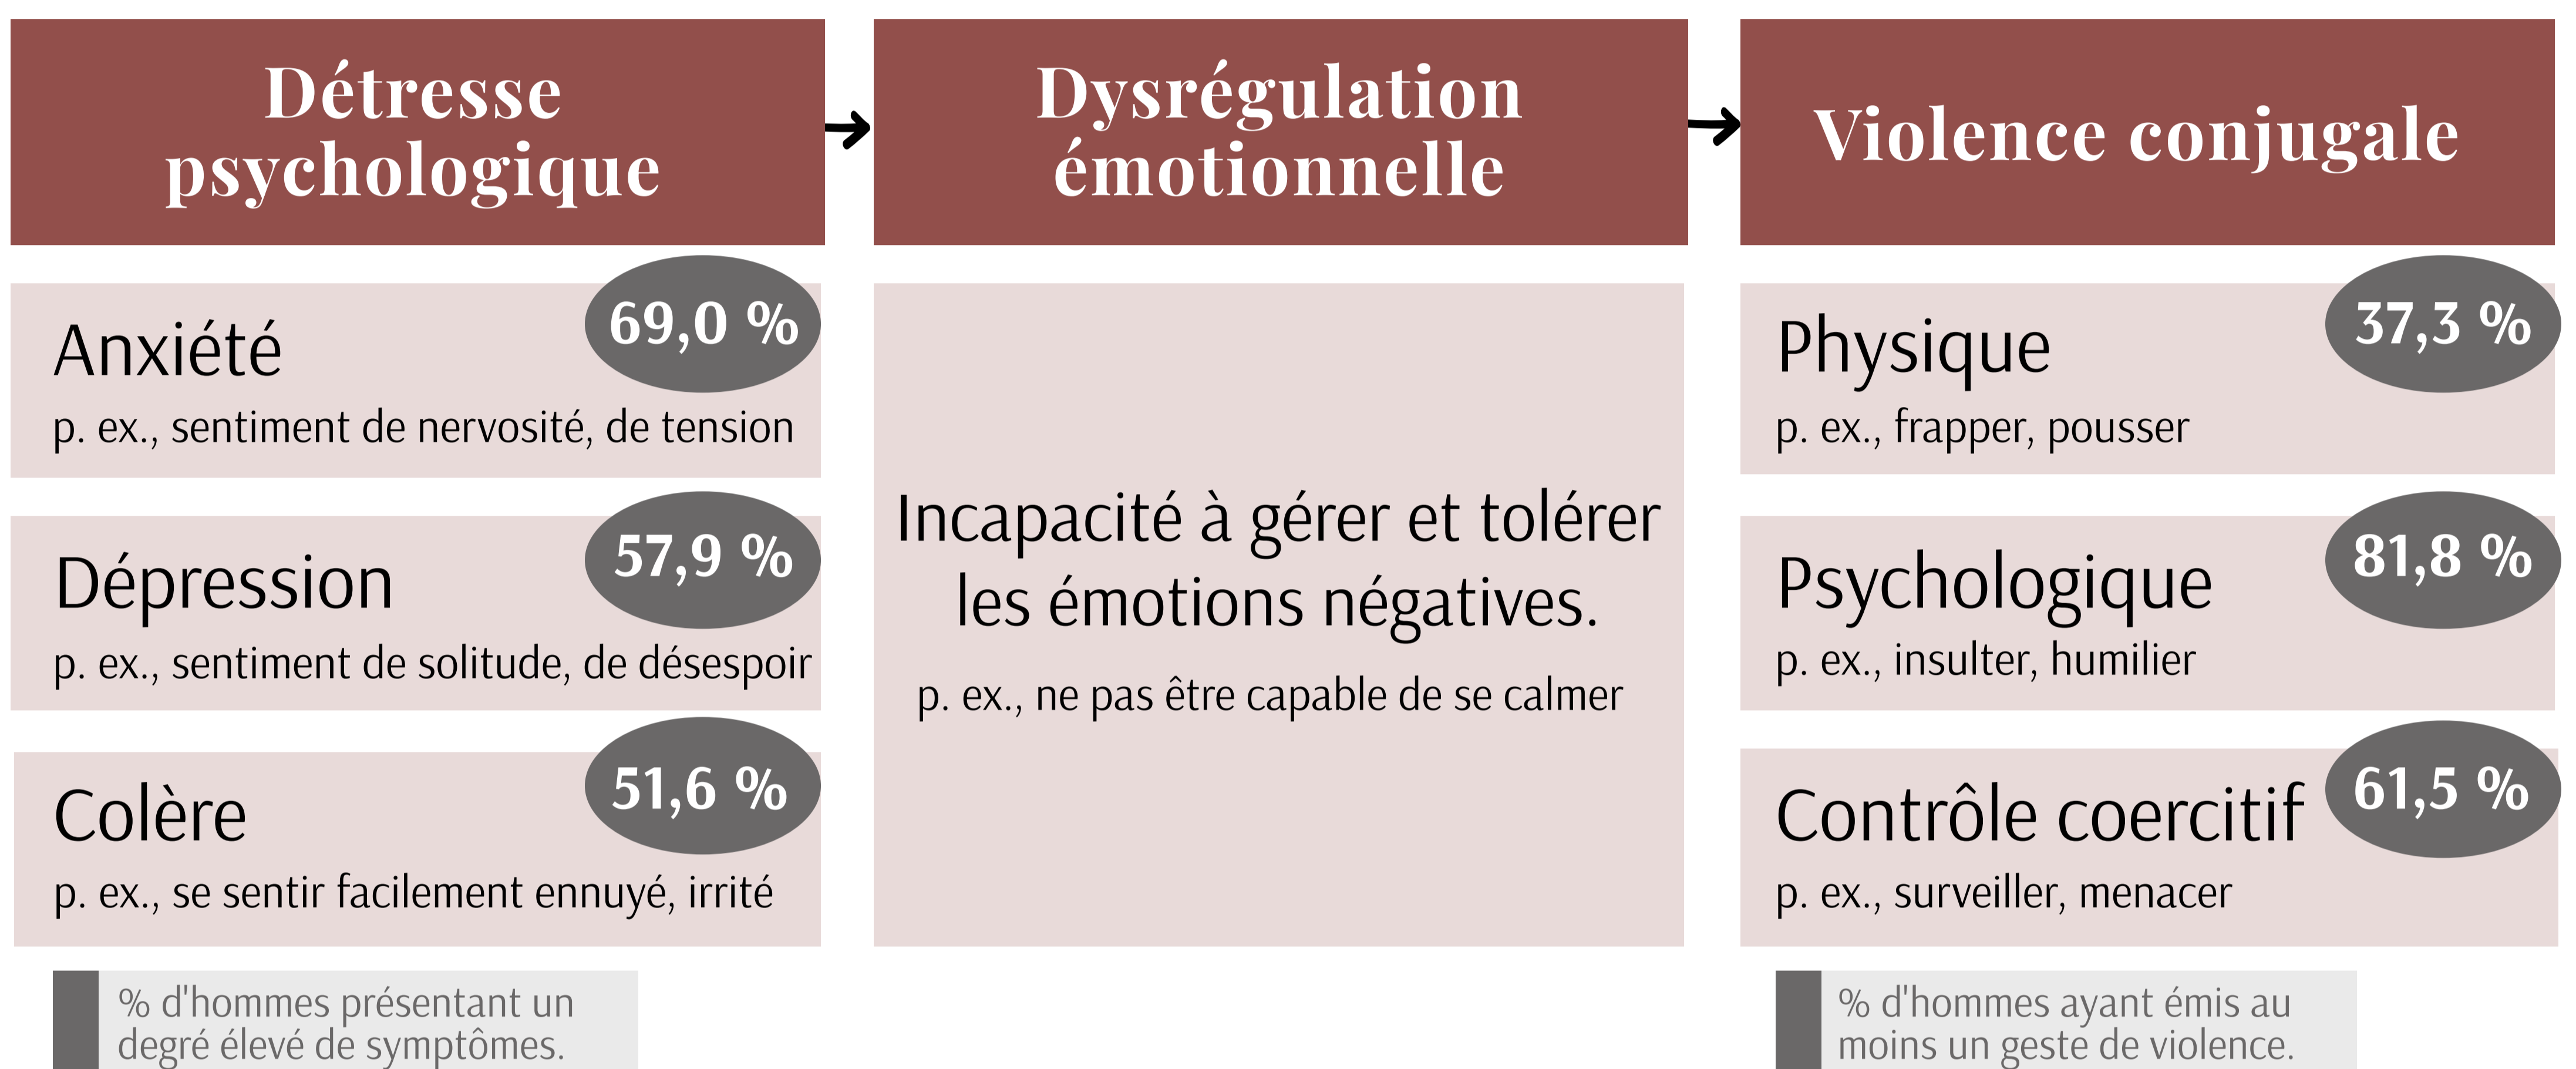 Détresse
psychologique
Dysrégulation
émotionnelle
Violence conjugale
Anxiété
69,0 %
p. ex., sentiment de nervosité, de tension
Dépression
57,9 %
p. ex., sentiment de solitude, de désespoir
Colère
51,6 %
p. ex., se sentir facilement ennuyé, irrité
% d'hommes présentant un
degré élevé de symptômes.
Incapacité à gérer et tolérer
les émotions négatives.
p. ex., ne pas être capable de se calmer
Physique
37,3 %
p. ex., frapper, pousser
Psychologique
81,8 %
p. ex., insulter, humilier
Contrôle coercitif
61,5 %
p. ex., surveiller, menacer
% d'hommes ayant émis au
moins un geste de violence.